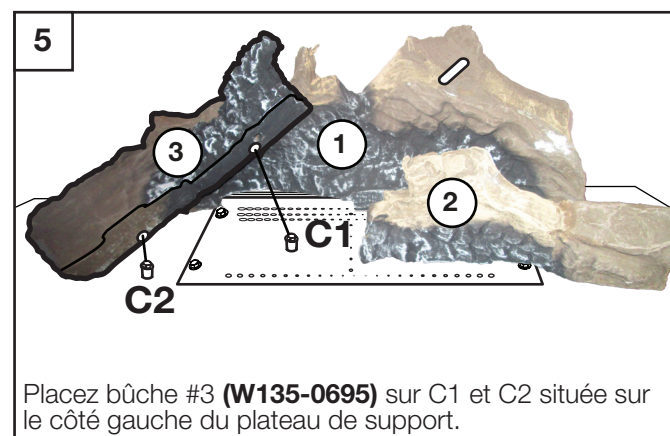 5
3
1
2
C1
C2
Placez bûche #3 (W135-0695) sur C1 et C2 située sur
le côté gauche du plateau de support.